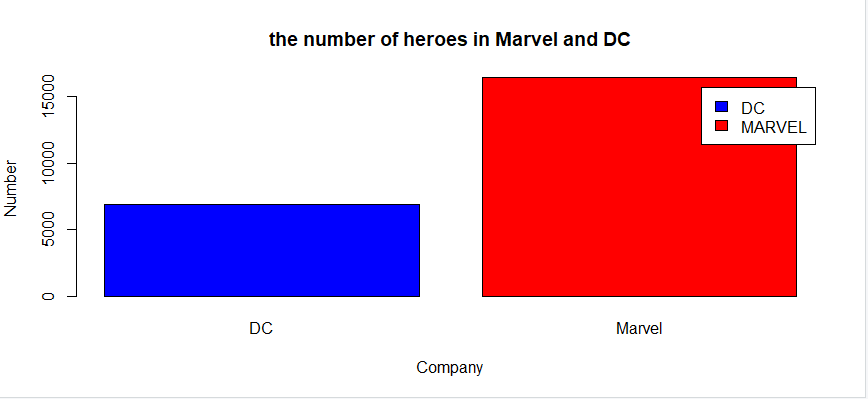 the number of heroes in Marvel and DC
15000
10000
5000
0
Number
DC
MARVEL
DC Marvel
Company